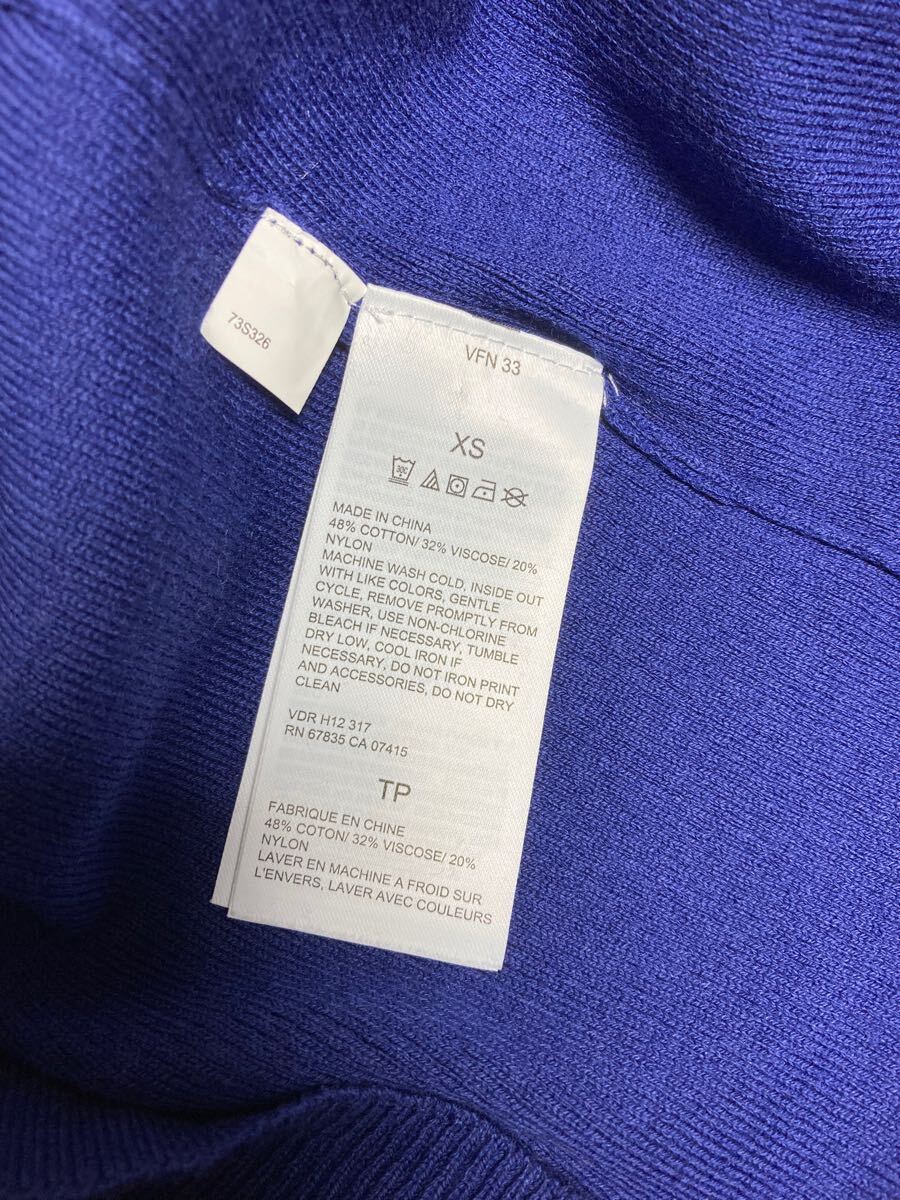 73S326
VFN 33
XS
30C
MADE IN CHINA
48% COTTON/ 32% VISCOSE/ 20%
NYLON
MACHINE WASH COLD, INSIDE OUT
WITH LIKE COLORS, GENTLE
CYCLE, REMOVE PROMPTLY FROM
WASHER, USE NON-CHLORINE
BLEACH IF NECESSARY, TUMBLE
DRY LOW, COOL IRON IF
NECESSARY. DO NOT IRON PRINT
AND ACCESSORIES, DO NOT DRY
CLEAN
VDR H12 317
RN 67835 CA 07415
TP
FABRIQUE EN CHINE
48% COTON/ 32% VISCOSE/ 20%
NYLON
LAVER EN MACHINE A FROID SUR
L'ENVERS, LAVER AVEC COULEURS